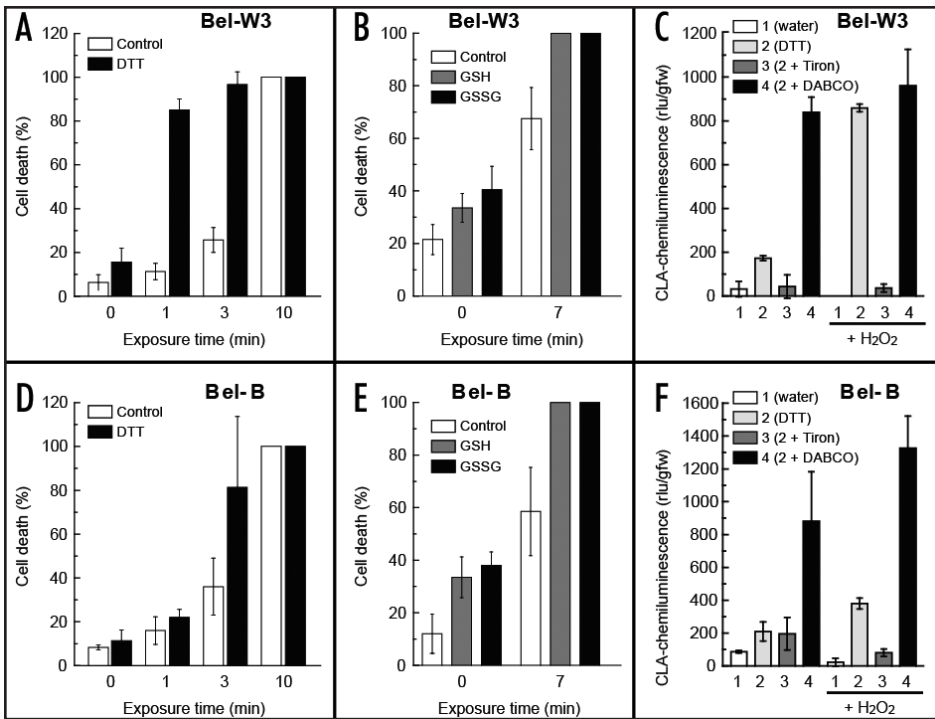 A Bel-W3
120
100
80
60
40
20
0
Cell death (%)
Control
DTT
0 1 3 10
Exposure time (min)
B
100
80
60
40
20
0
Cell death (%)
Control
GSH
GSSG
0 7
Exposure time (min)
C Bel-W3
1200
1000
800
600
400
200
0
CLA-chemiluminescence (rlu/gfw)
1 (water)
2 (DTT)
3 (2 + Tiron)
4 (2 + DABCO)
1 2 3 4 1 2 3 4
+ H2O2
D Bel- B
120
100
80
60
40
20
0
Cell death (%)
Control
DTT
0 1 3 10
Exposure time (min)
E
100
80
60
40
20
0
Cell death (%)
Control
GSH
GSSG
0 7
Exposure time (min)
F Bel-B
1600
1400
1200
1000
800
600
400
200
0
CLA-chemiluminescence (rlu/gfw)
1 (water)
2 (DTT)
3 (2 + Tiron)
4 (2 + DABCO)
1 2 3 4 1 2 3 4
+ H2O2